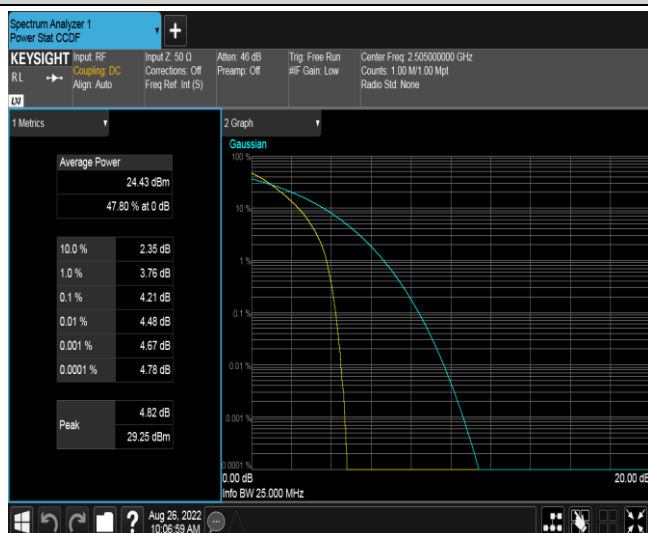 Spectrum Analyzer 1
Power Stat CCDF
+
KEYSIGHT
R L
LXI
Input: RF
Coupling: DC
Align: Auto
Input Z: 50 Ω
Corrections: Off
Freq Ref: Int (S)
Atten: 46 dB
Preamp: Off
Trig: Free Run
#IF Gain: Low
Center Freq: 2.505000000 GHz
Counts: 1.00 M/1.00 Mpt
Radio Std: None
1 Metrics
Average Power
24.43 dBm
47.80 % at 0 dB
10.0 % 2.35 dB
1.0 % 3.76 dB
0.1 % 4.21 dB
0.01 % 4.48 dB
0.001 % 4.67 dB
0.0001 % 4.78 dB
Peak
4.82 dB
29.25 dBm
2 Graph
Gaussian
100 %
10 %
1 %
0.1 %
0.01 %
0.001 %
0.0001 %
0.00 dB 20.00 dB
Info BW 25.000 MHz
?
Aug 26, 2022
10:06:59 AM